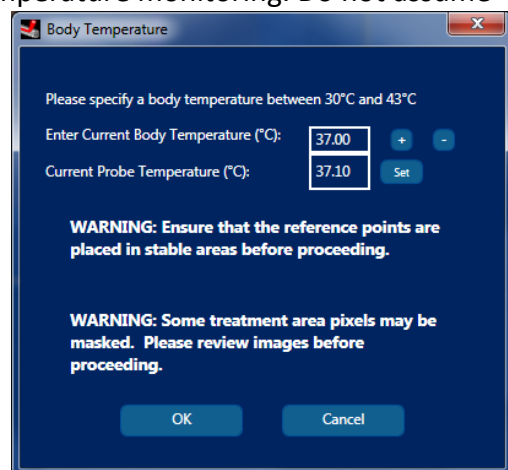 perature monitoring. Do not assume
Body Temperature
x
Please specify a body temperature between 30°C and 43°C
Enter Current Body Temperature (°C): 37.00 + -
Current Probe Temperature (°C): 37.10 Set
WARNING: Ensure that the reference points are
placed in stable areas before proceeding.
WARNING: Some treatment area pixels may be
masked. Please review images before
proceeding.
OK Cancel